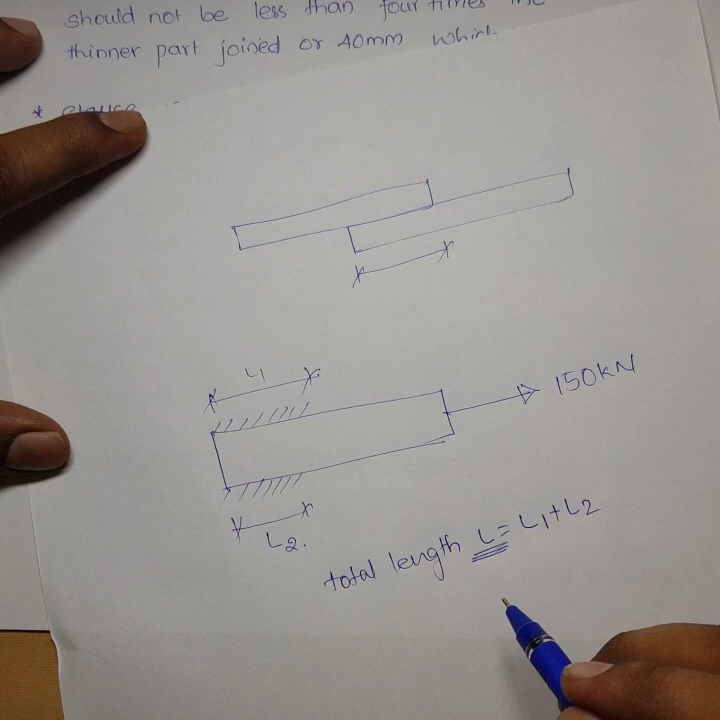 should not be less than four times the
thinner part joined or 40mm which
* clause
L1
150kN
L2.
total length L = L1+L2